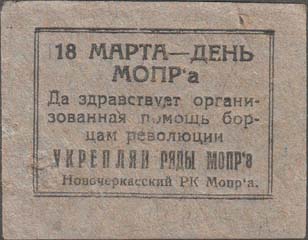 18 МАРТА—ДЕНЬ
МОПР'а
Да здравствует органи-
зованная помощь бор-
цам революции
УКРЕПЛЯЙ РЯДЫ МОПР'а
Новочеркасский РК Мопр'а.